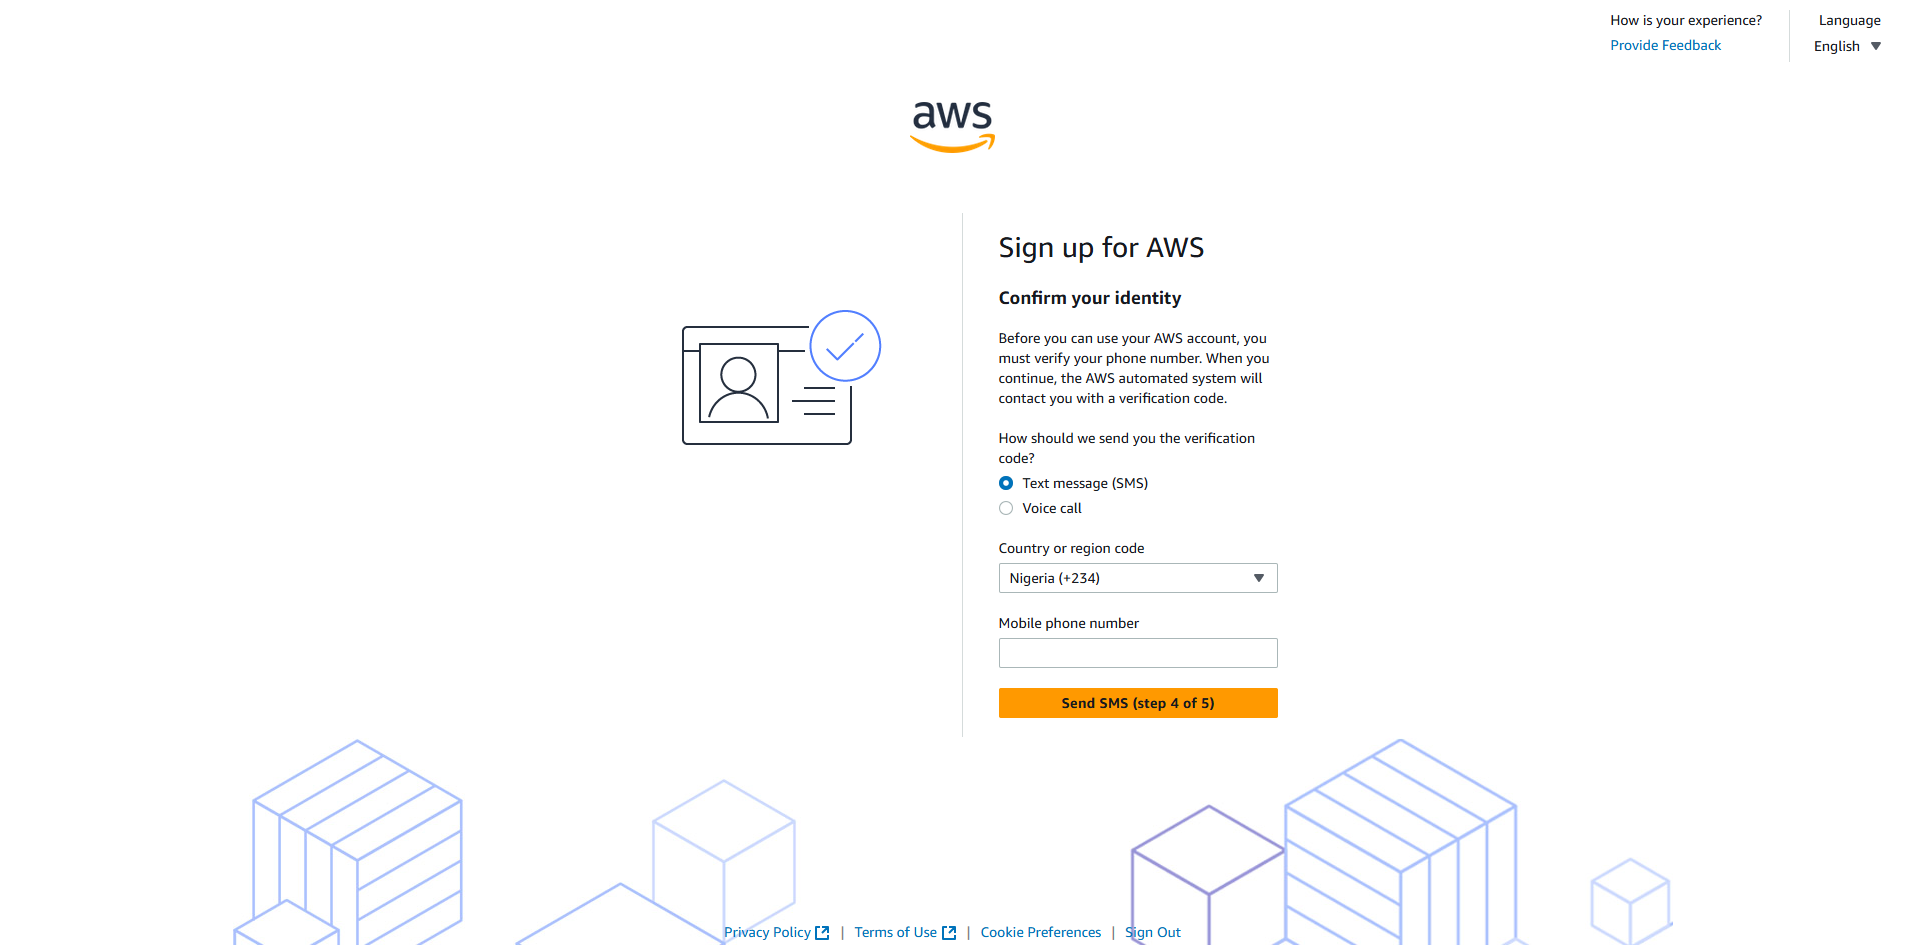 How is your experience?
Provide Feedback
Language
English
aws
Sign up for AWS
Confirm your identity
Before you can use your AWS account, you
must verify your phone number. When you
continue, the AWS automated system will
contact you with a verification code.
How should we send you the verification
code?
Text message (SMS)
Voice call
Country or region code
Nigeria (+234)
Mobile phone number
Send SMS (step 4 of 5)
Privacy Policy | Terms of Use | Cookie Preferences | Sign Out